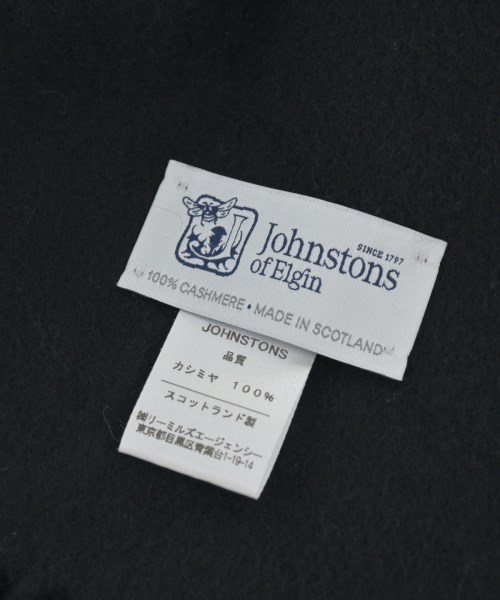 SINCE 1797
Johnstons
of Elgin
100% CASHMERE • MADE IN SCOTLAND
JOHNSTONS
品質
カシミヤ 100%
スコットランド製
㈱リーミルズエージェンシー
東京都目黒区青葉台1-19-14